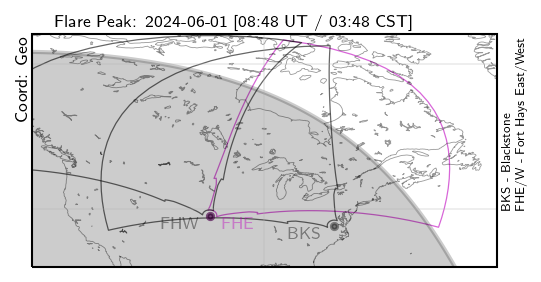 Flare Peak: 2024-06-01 [08:48 UT / 03:48 CST]
Coord: Geo
FHW
FHE
BKS
BKS - Blackstone
FHE/W - Fort Hays East/West